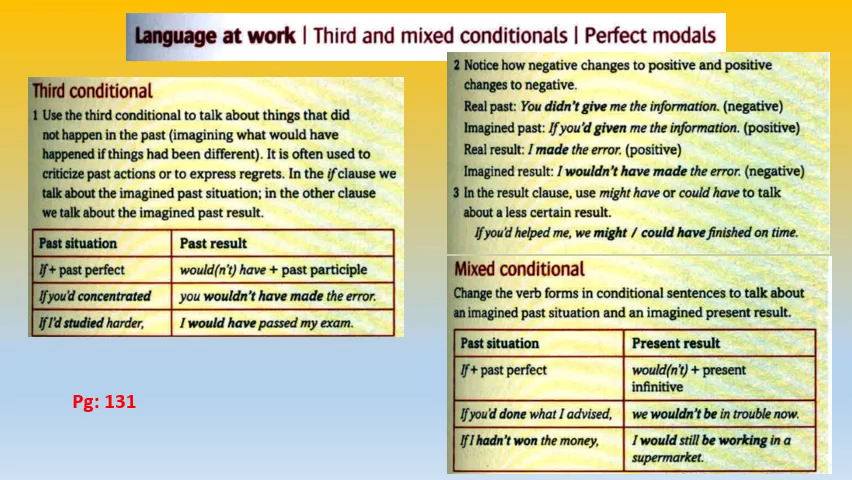 Language at work | Third and mixed conditionals | Perfect modals
Third conditional
1 Use the third conditional to talk about things that did
not happen in the past (imagining what would have
happened if things had been different). It is often used to
criticize past actions or to express regrets. In the if clause we
talk about the imagined past situation; in the other clause
we talk about the imagined past result.
Past situation Past result
If + past perfect would(n't) have + past participle
If you'd concentrated you wouldn't have made the error.
If I'd studied harder, I would have passed my exam.
Pg: 131
2 Notice how negative changes to positive and positive
changes to negative.
Real past: You didn't give me the information. (negative)
Imagined past: If you'd given me the information. (positive)
Real result: I made the error. (positive)
Imagined result: I wouldn't have made the error. (negative)
3 In the result clause, use might have or could have to talk
about a less certain result.
If you'd helped me, we might / could have finished on time.
Mixed conditional
Change the verb forms in conditional sentences to talk about
an imagined past situation and an imagined present result.
Past situation Present result
If + past perfect would(n't) + present
infinitive
If you'd done what I advised, we wouldn't be in trouble now.
If I hadn't won the money, I would still be working in a
supermarket.